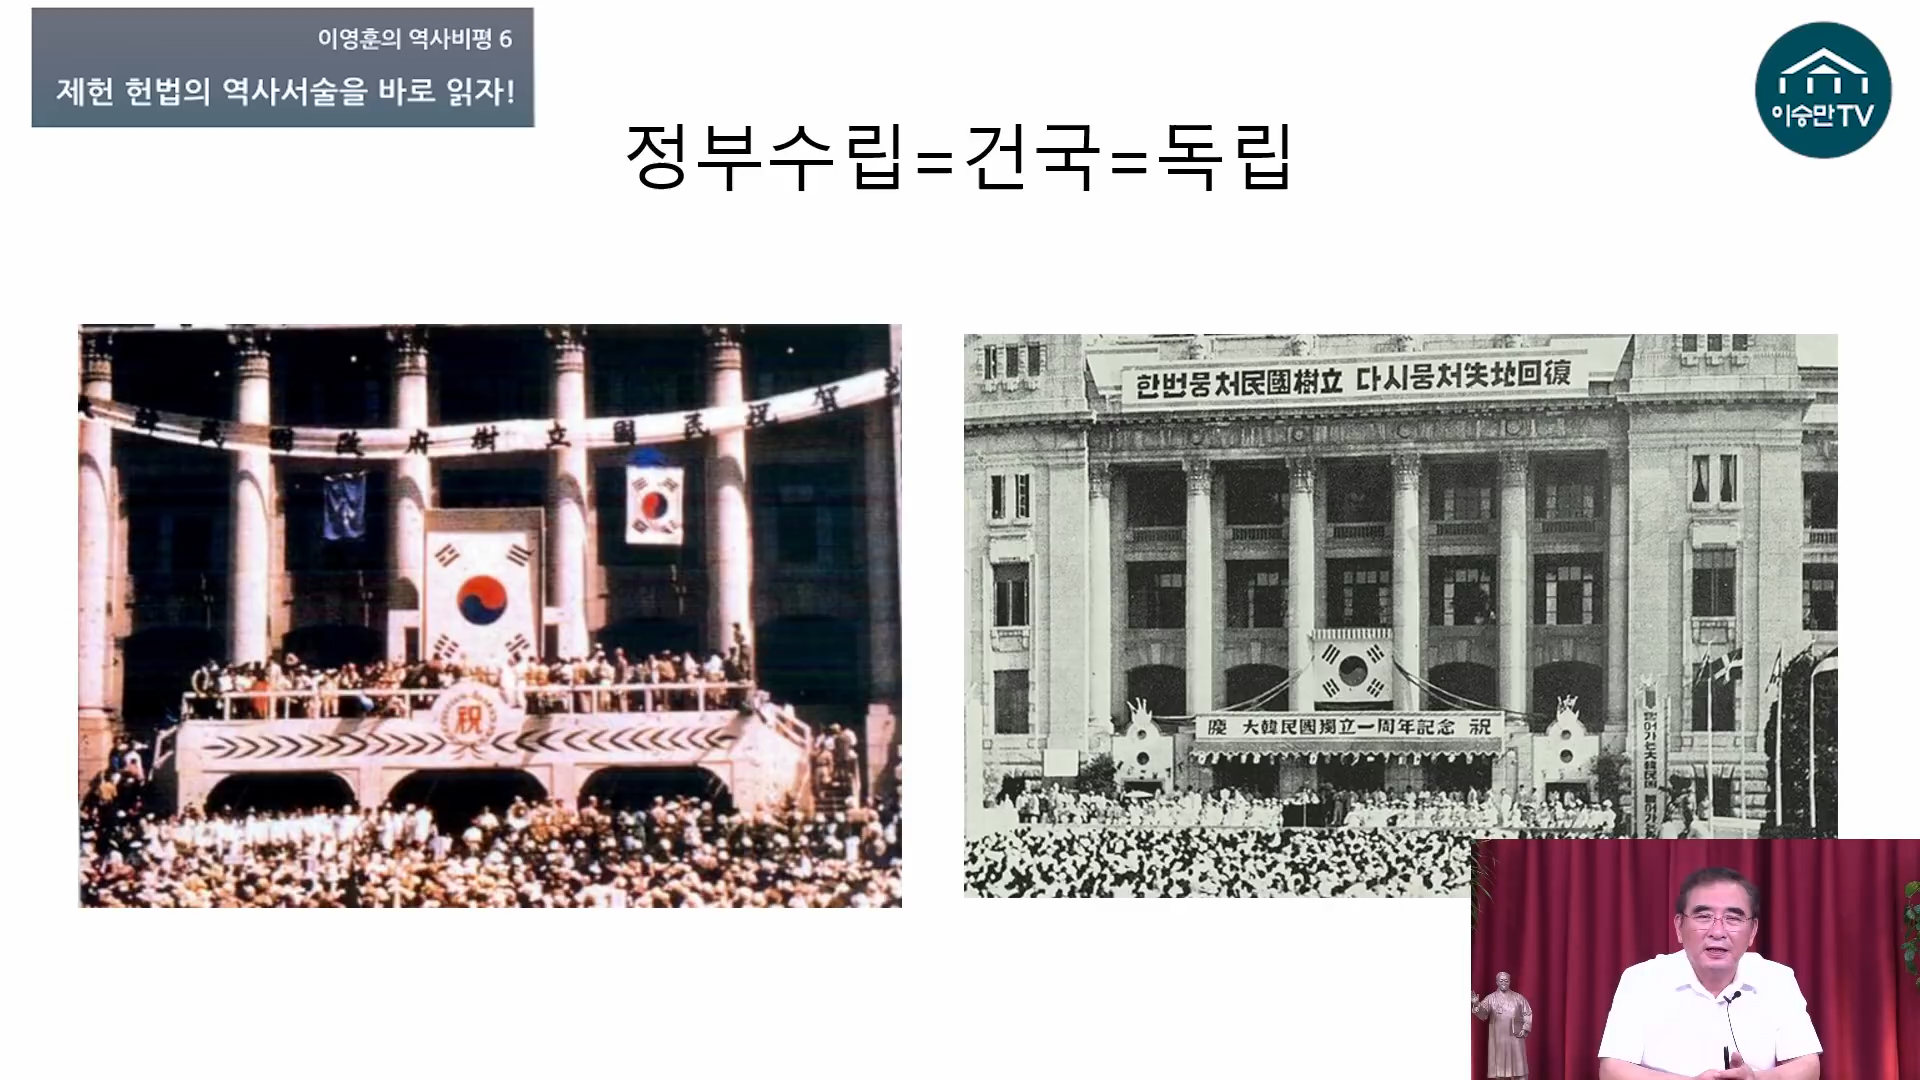 이영훈의 역사비평 6
제헌 헌법의 역사서술을 바로 읽자!
이승만TV
정부수립=건국=독립
民國政府樹立國民祝賀
祝
한번뭉처民國樹立 다시뭉처失地回復
慶 大韓民國獨立一周年記念 祝